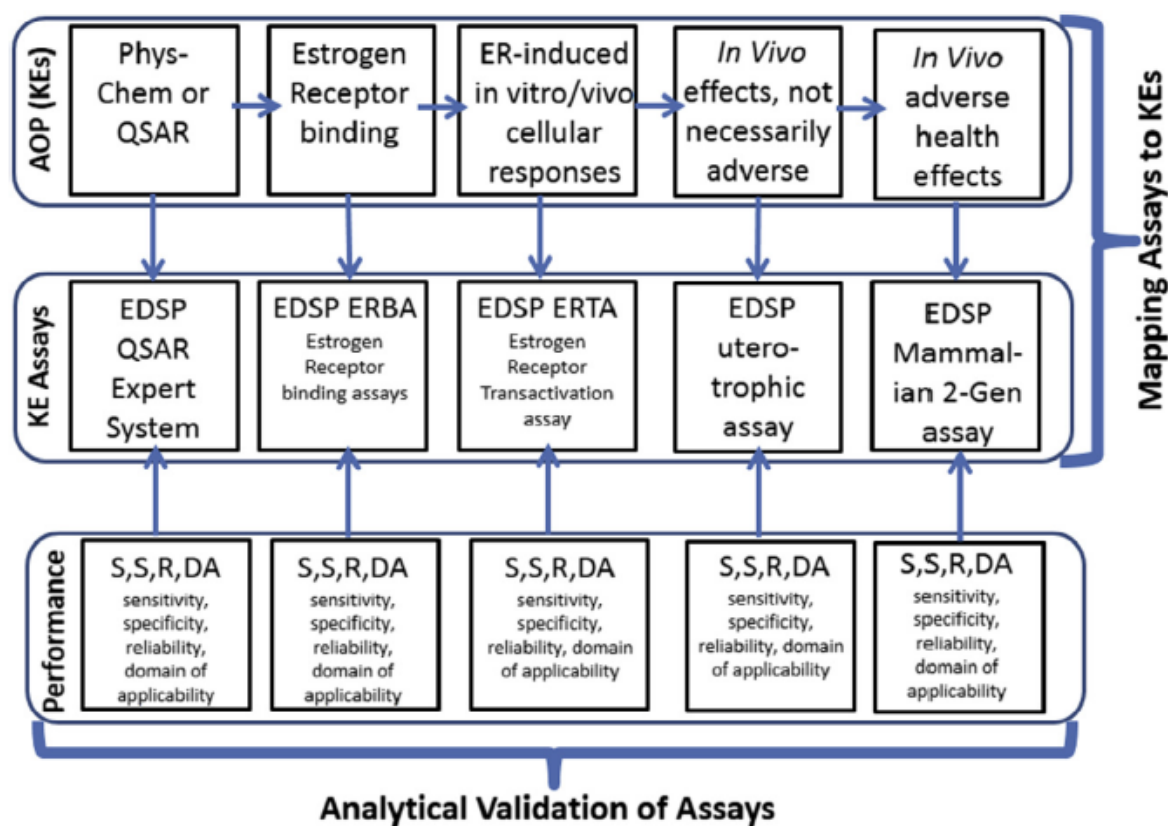 AOP (KEs)
Phys-
Chem or
QSAR
Estrogen
Receptor
binding
ER-induced
in vitro/vivo
cellular
responses
In Vivo
effects, not
necessarily
adverse
In Vivo
adverse
health
effects
Mapping Assays to KEs
KE Assays
EDSP
QSAR
Expert
System
EDSP ERBA
Estrogen
Receptor
binding assays
EDSP ERTA
Estrogen
Receptor
Transactivation
assay
EDSP
utero-
trophic
assay
EDSP
Mammal-
ian 2-Gen
assay
Performance
S,S,R,DA
sensitivity,
specificity,
reliability,
domain of
applicability
S,S,R,DA
sensitivity,
specificity,
reliability,
domain of
applicability
S,S,R,DA
sensitivity,
specificity,
reliability, domain
of applicability
S,S,R,DA
sensitivity,
specificity,
reliability, domain
of applicability
S,S,R,DA
sensitivity,
specificity,
reliability,
domain of
applicability
Analytical Validation of Assays